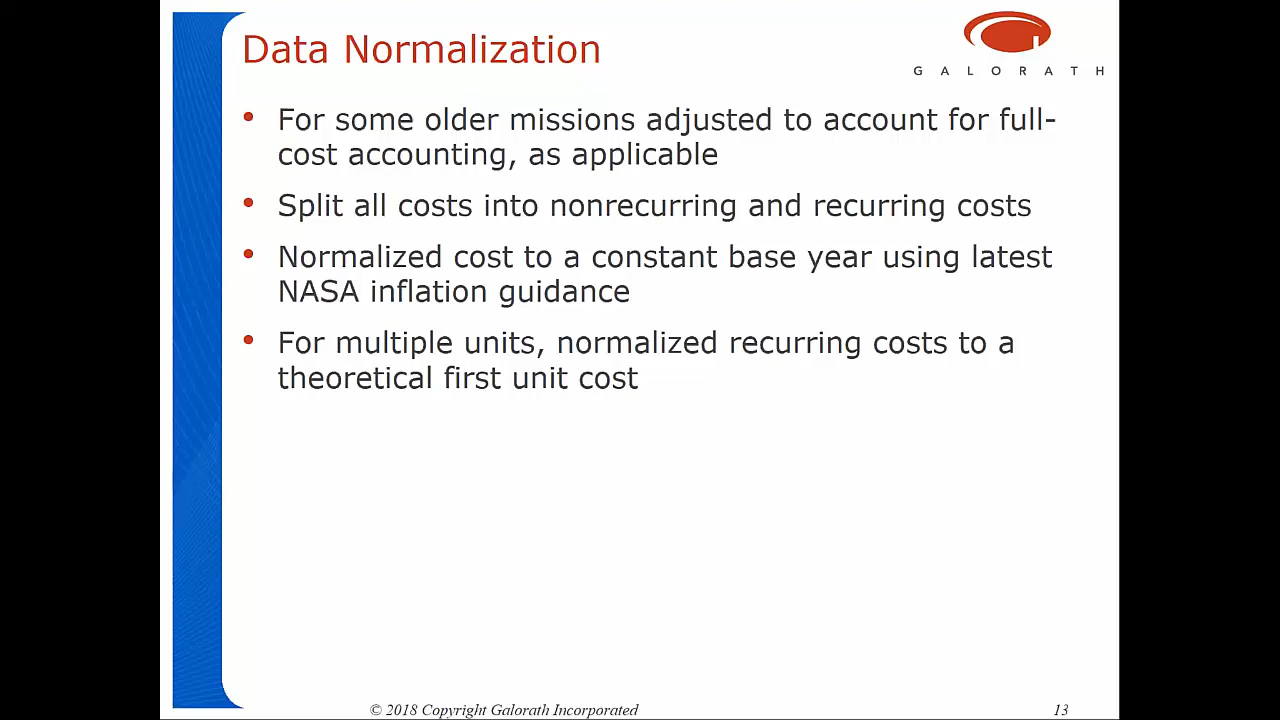 Data Normalization
G A L O R A T H
• For some older missions adjusted to account for full-
cost accounting, as applicable
• Split all costs into nonrecurring and recurring costs
• Normalized cost to a constant base year using latest
NASA inflation guidance
• For multiple units, normalized recurring costs to a
theoretical first unit cost
© 2018 Copyright Galorath Incorporated
13